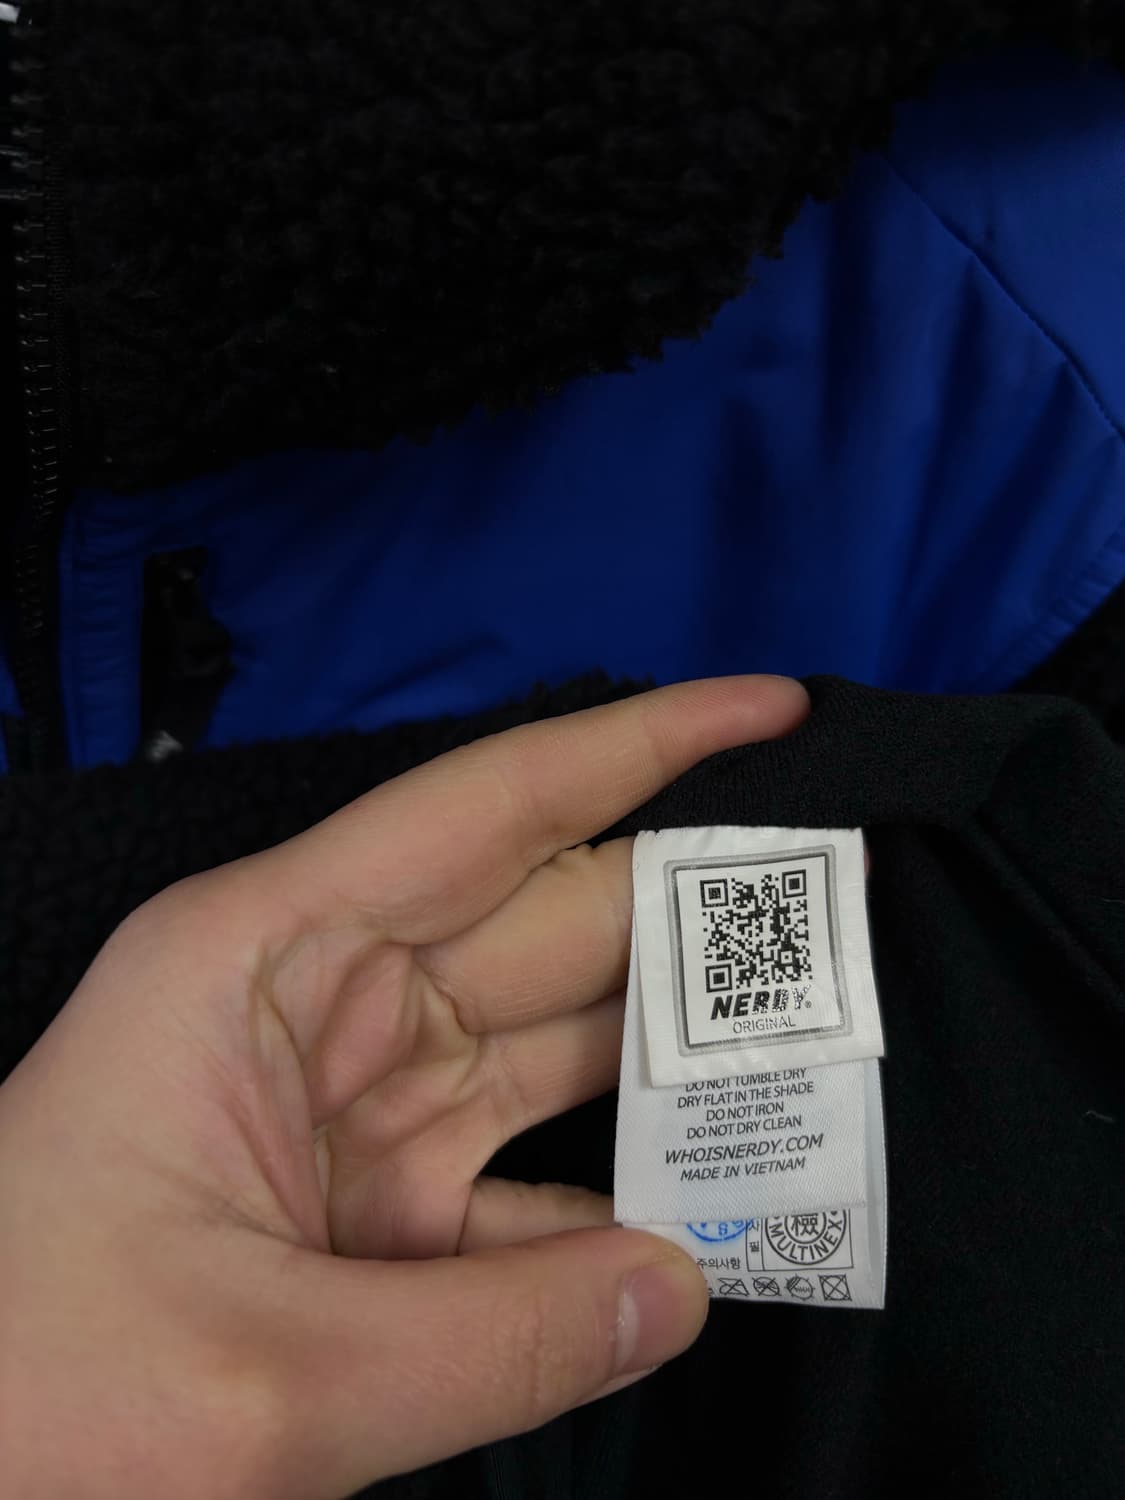 NERDY®
ORIGINAL
DO NOT TUMBLE DRY
DRY FLAT IN THE SHADE
DO NOT IRON
DO NOT DRY CLEAN
WHOISNERDY.COM
MADE IN VIETNAM
檢
MULTINEX
주의사항